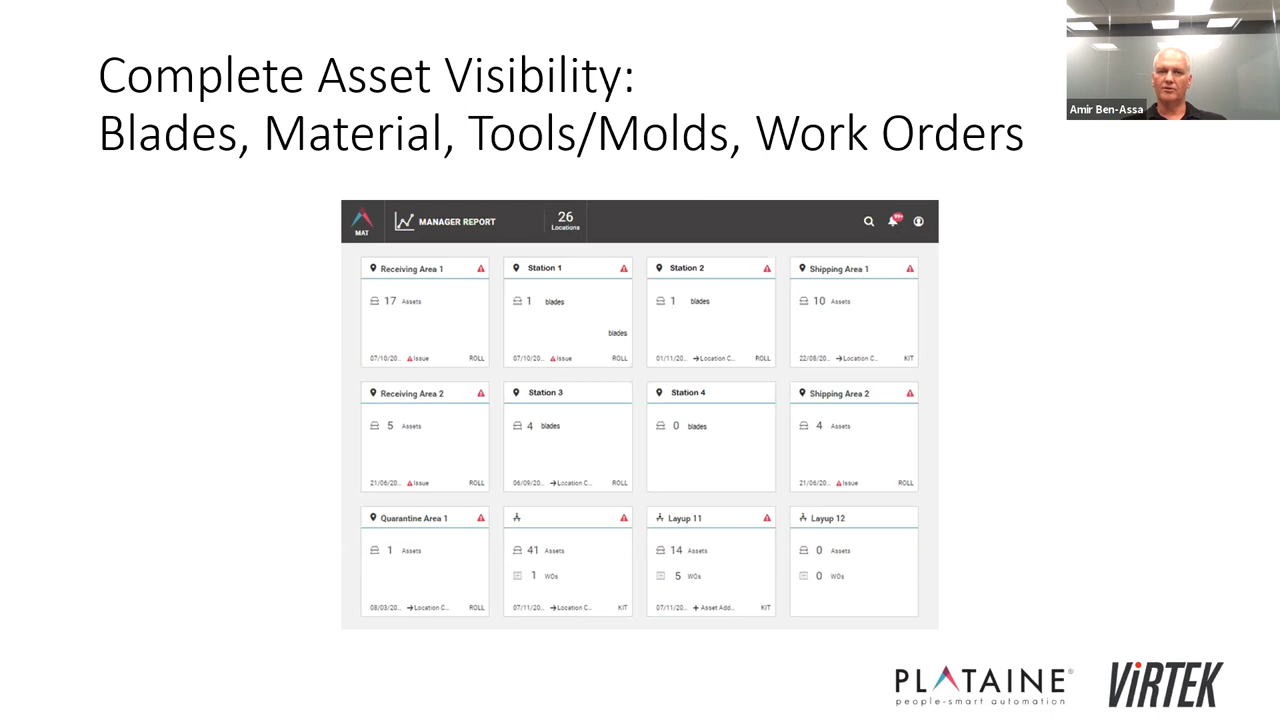 Complete Asset Visibility:
Blades, Material, Tools/Molds, Work Orders
Amir Ben-Assa
MAT
MANAGER REPORT
26
Locations
99+
Receiving Area 1
17 Assets
07/10/20... Issue ROLL
Station 1
1 blades
blades
07/10/20... Issue ROLL
Station 2
1 blades
01/11/20... Location C... ROLL
Shipping Area 1
10 Assets
22/08/20... Location C... KIT
Receiving Area 2
5 Assets
21/06/20... Issue ROLL
Station 3
4 blades
06/09/20... Location C... ROLL
Station 4
0 blades
Shipping Area 2
4 Assets
21/06/20... Issue ROLL
Quarantine Area 1
1 Assets
08/03/20... Location C... ROLL
41 Assets
1 WOs
07/11/20... Location C... KIT
Layup 11
14 Assets
5 WOs
07/11/20... Asset Add... KIT
Layup 12
0 Assets
0 WOs
PLATAINE®
people-smart automation
ViRTEK